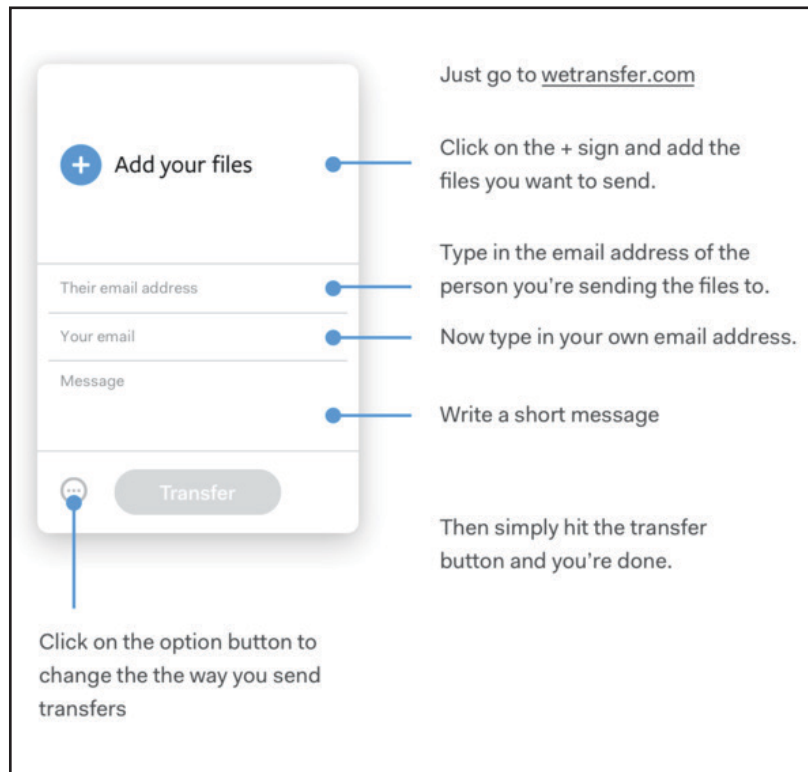 Just go to wetransfer.com
Add your files
Click on the + sign and add the
files you want to send.
Their email address
Type in the email address of the
person you're sending the files to.
Your email
Now type in your own email address.
Message
Write a short message
Transfer
Then simply hit the transfer
button and you're done.
Click on the option button to
change the the way you send
transfers